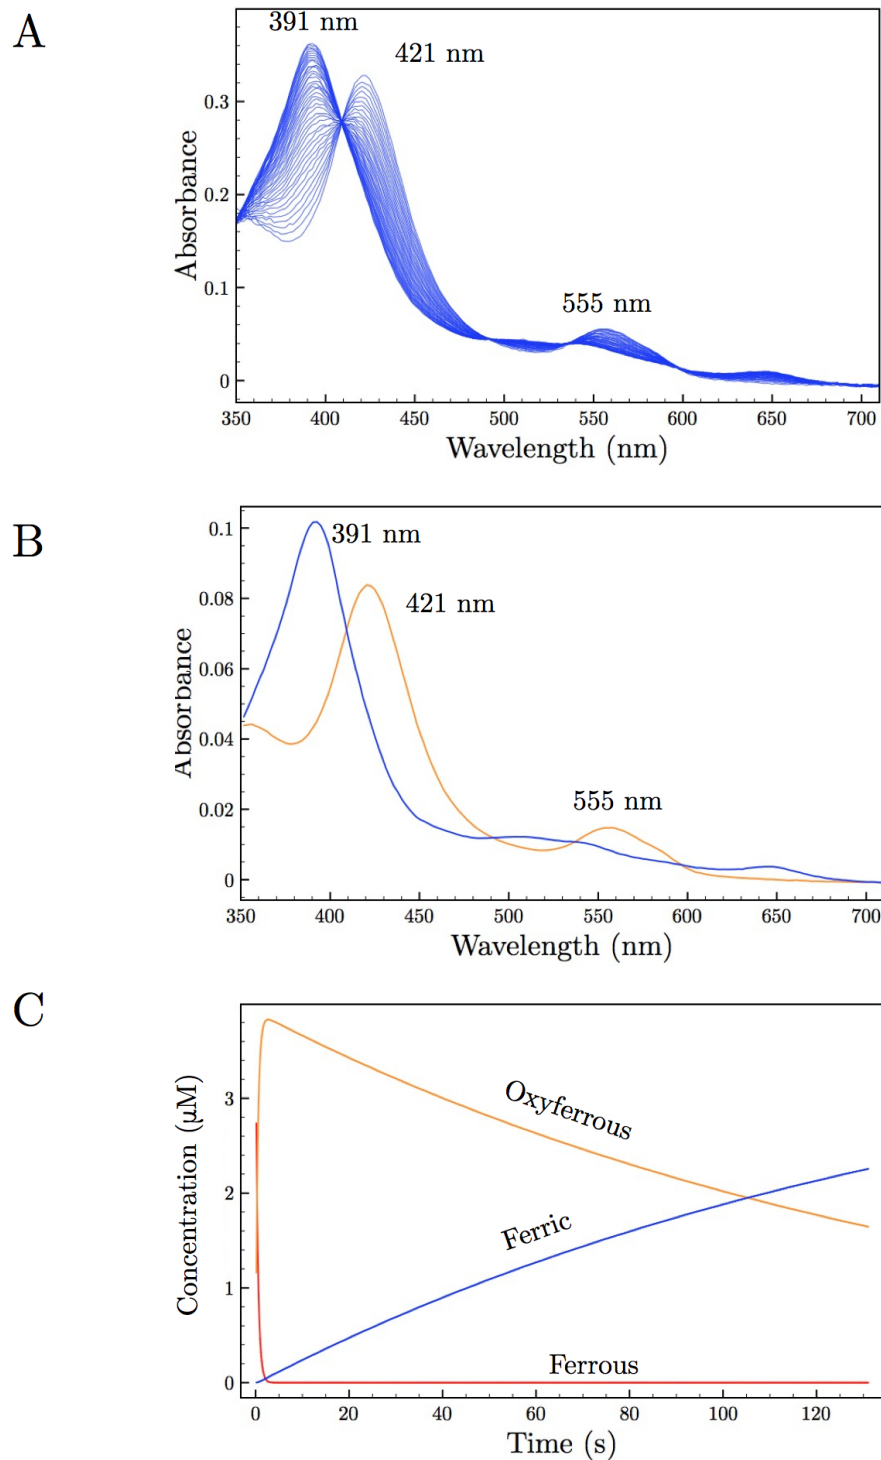 A
391 nm
421 nm
555 nm
Absorbance
0.3
0.2
0.1
0
350 400 450 500 550 600 650 700
Wavelength (nm)
B
391 nm
421 nm
555 nm
Absorbance
0.1
0.08
0.06
0.04
0.02
0
350 400 450 500 550 600 650 700
Wavelength (nm)
C
Oxyferrous
Ferric
Ferrous
Concentration (μM)
3
2
1
0
0 20 40 60 80 100 120
Time (s)